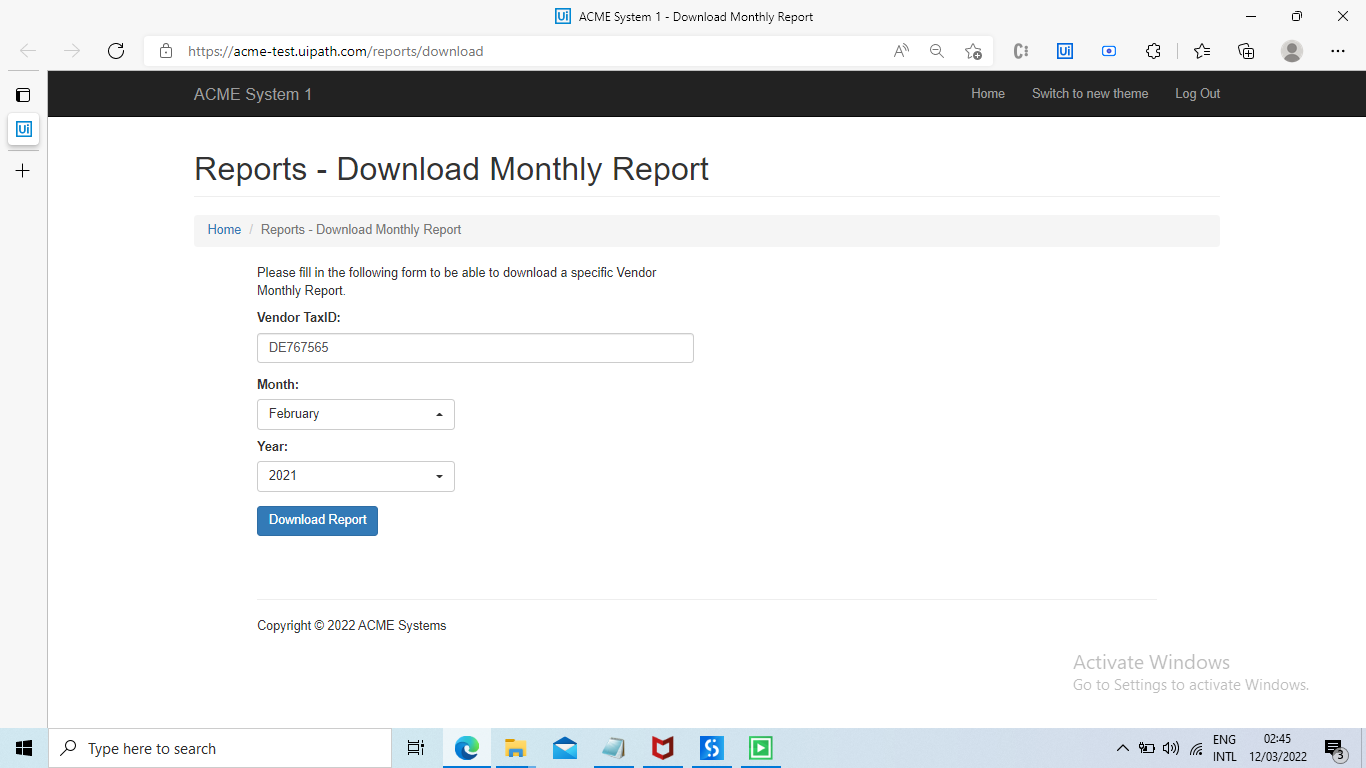 ACME System 1 - Download Monthly Report
https://acme-test.uipath.com/reports/download
ACME System 1
Home
Switch to new theme
Log Out
Reports - Download Monthly Report
Home / Reports - Download Monthly Report
Please fill in the following form to be able to download a specific Vendor
Monthly Report.
Vendor TaxID:
DE767565
Month:
February
Year:
2021
Download Report
Copyright © 2022 ACME Systems
Activate Windows
Go to Settings to activate Windows.
Type here to search
ENG
INTL
02:45
12/03/2022
3